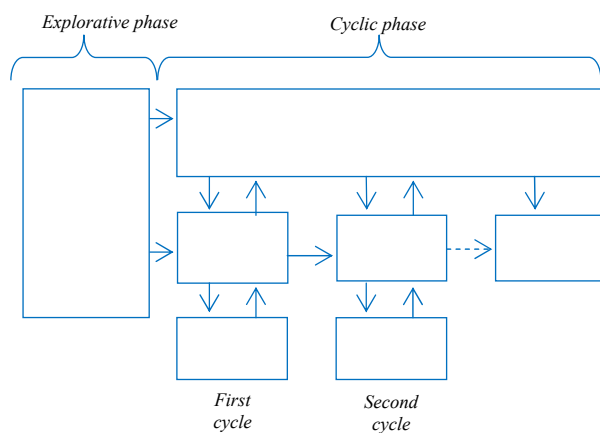 Explorative phase
Cyclic phase
First
cycle
Second
cycle